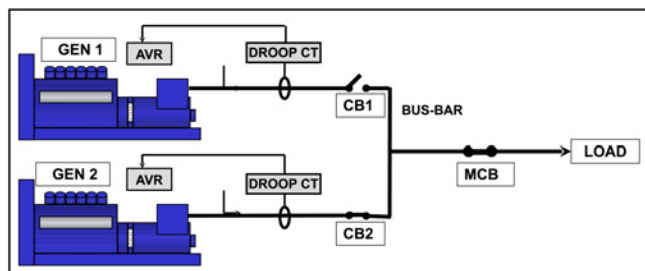 GEN 1
AVR
DROOP CT
CB1
BUS-BAR
MCB
LOAD
GEN 2
AVR
DROOP CT
CB2